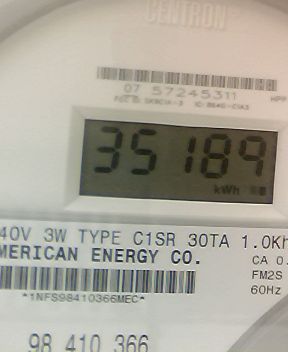 CENTRON
07 57245311
35189
kWh
40V 3W TYPE C1SR 30TA 1.0Kh
MERICAN ENERGY CO.
CA 0.
FM2S
60Hz
*1NFS98410366MEC*
98 410 366